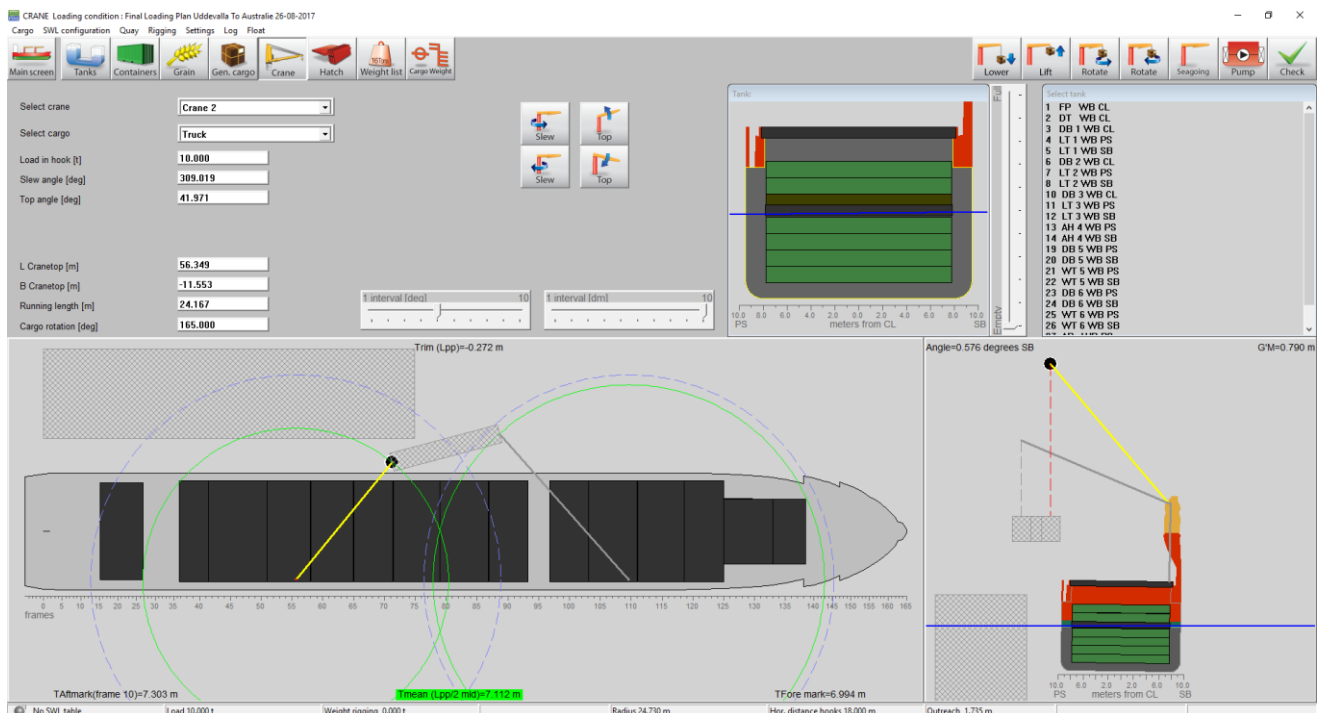 CRANE Loading condition : Final Loading Plan Uddevalla To Australie 26-08-2017
Cargo SWL configuration Quay Rigging Settings Log Float
Main screen Tanks Containers Grain Gen. cargo Crane Hatch Weight list Cargo Weight Lower Lift Rotate Rotate Seagoing Pump Check
16Tons
Select crane Crane 2
Select cargo Truck
Load in hook [t] 10.000
Slew angle [deg] 309.019
Top angle [deg] 41.971
L Cranetop [m] 56.349
B Cranetop [m] -11.553
Running length [m] 24.167
Cargo rotation [deg] 165.000
Slew Top
Slew Top
1 interval [deg] 10
1 interval [dm] 10
Tank:
10.0 8.0 6.0 4.0 2.0 0.0 2.0 4.0 6.0 8.0 10.0
PS meters from CL SB
Full
Empty
Select tank
1 FP WB CL
2 DT WB CL
3 DB 1 WB CL
4 LT 1 WB PS
5 LT 1 WB SB
6 DB 2 WB CL
7 LT 2 WB PS
8 LT 2 WB SB
10 DB 3 WB CL
11 LT 3 WB PS
12 LT 3 WB SB
13 AH 4 WB PS
14 AH 4 WB SB
19 DB 5 WB CL
20 DB 5 WB SB
21 WT 5 WB PS
22 WT 5 WB SB
23 DB 6 WB PS
24 DB 6 WB SB
25 WT 6 WB PS
26 WT 6 WB SB
Trim (Lpp)=-0.272 m
0 5 10 15 20 25 30 35 40 45 50 55 60 65 70 75 80 85 90 95 100 105 110 115 120 125 130 135 140 145 150 155 160 165
frames
TAftmark(frame 10)=7.303 m Tmean (Lpp/2 mid)=7.112 m TFore mark=6.994 m
Angle=0.576 degrees SB G'M=0.790 m
10.0 6.0 2.0 2.0 6.0 10.0
PS meters from CL SB
No SWL table Load 10.000 t Weight rigging 0.000 t Radius 24.730 m Hor. distance hooks 18.000 m Outreach 1.735 m